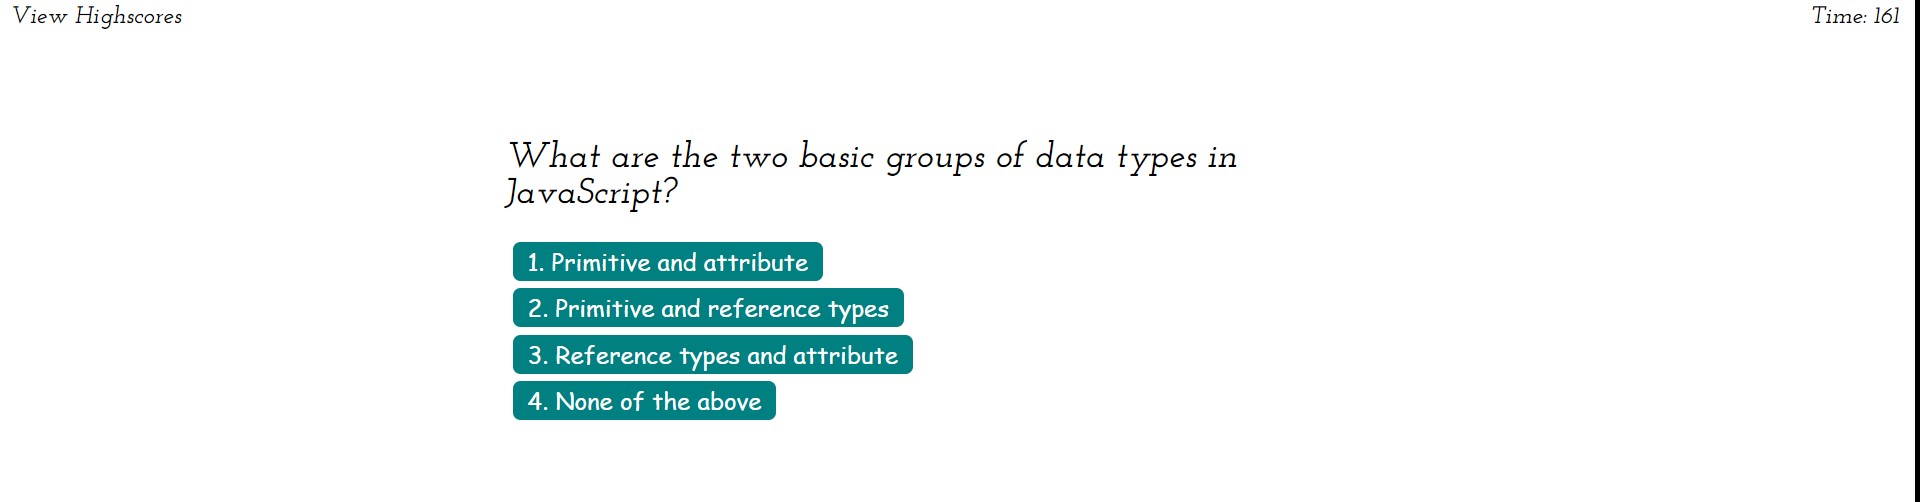 View Highscores
Time: 161
What are the two basic groups of data types in
JavaScript?
1. Primitive and attribute
2. Primitive and reference types
3. Reference types and attribute
4. None of the above